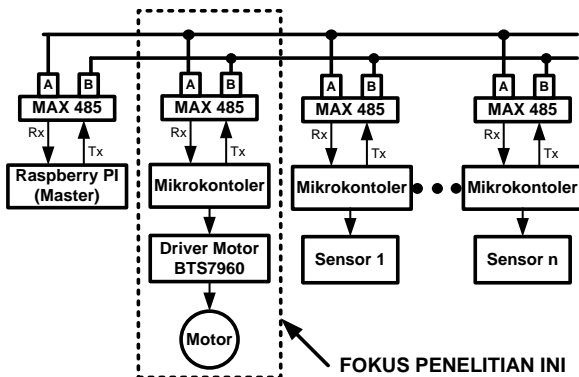 A B A B A B A B
MAX 485 MAX 485 MAX 485 MAX 485
Rx Tx Rx Tx Rx Tx Rx Tx
Raspberry PI
(Master)
Mikrokontoler Mikrokontoler Mikrokontoler
Driver Motor
BTS7960
Sensor 1 Sensor n
Motor
FOKUS PENELITIAN INI